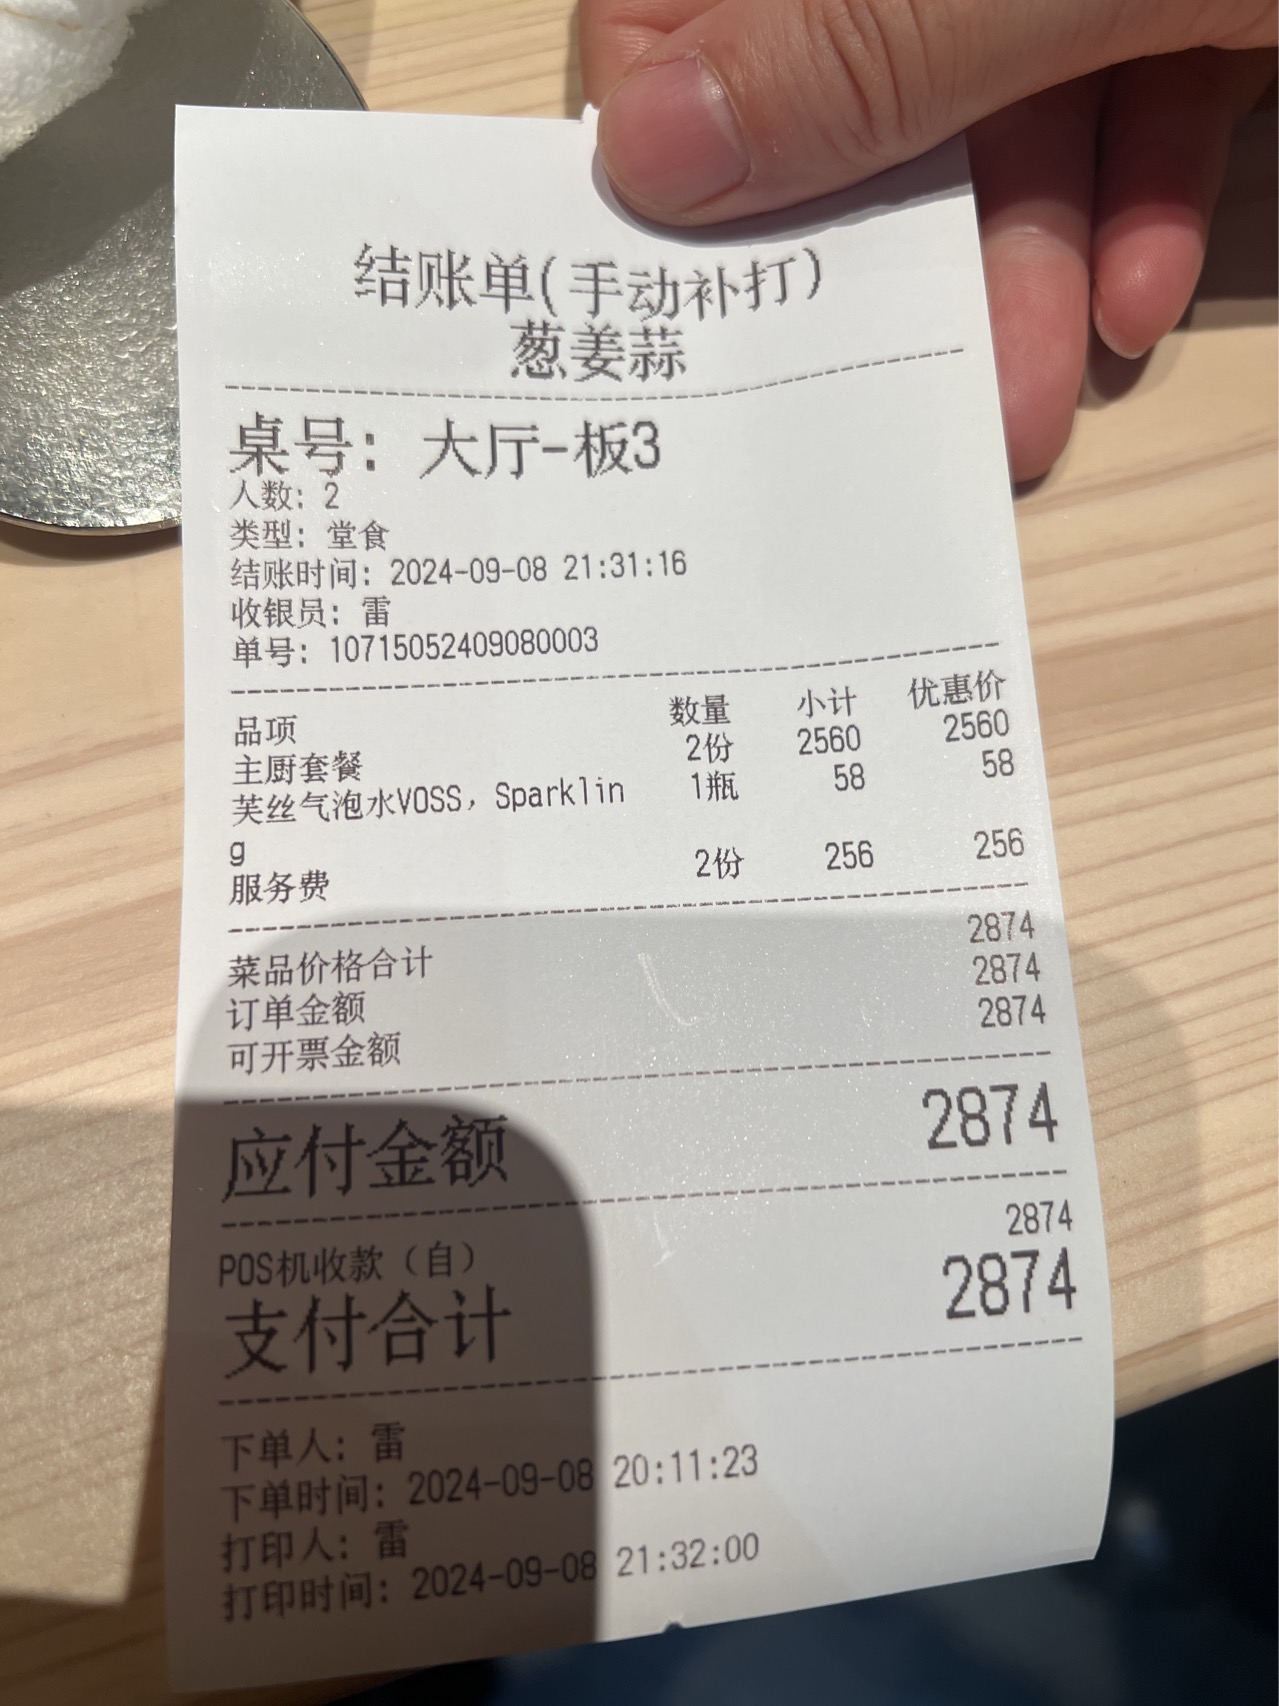 结账单(手动补打)
葱姜蒜
桌号: 大厅-板3
人数: 2
类型: 堂食
结账时间: 2024-09-08 21:31:16
收银员: 雷
单号: 10715052409080003
品项 数量 小计 优惠价
主厨套餐 2份 2560 2560
芙丝气泡水VOSS，Sparklin 1瓶 58 58
g
服务费 2份 256 256
菜品价格合计 2874
订单金额 2874
可开票金额 2874
应付金额 2874
POS机收款（自） 2874
支付合计 2874
下单人: 雷
下单时间: 2024-09-08 20:11:23
打印人: 雷
打印时间: 2024-09-08 21:32:00